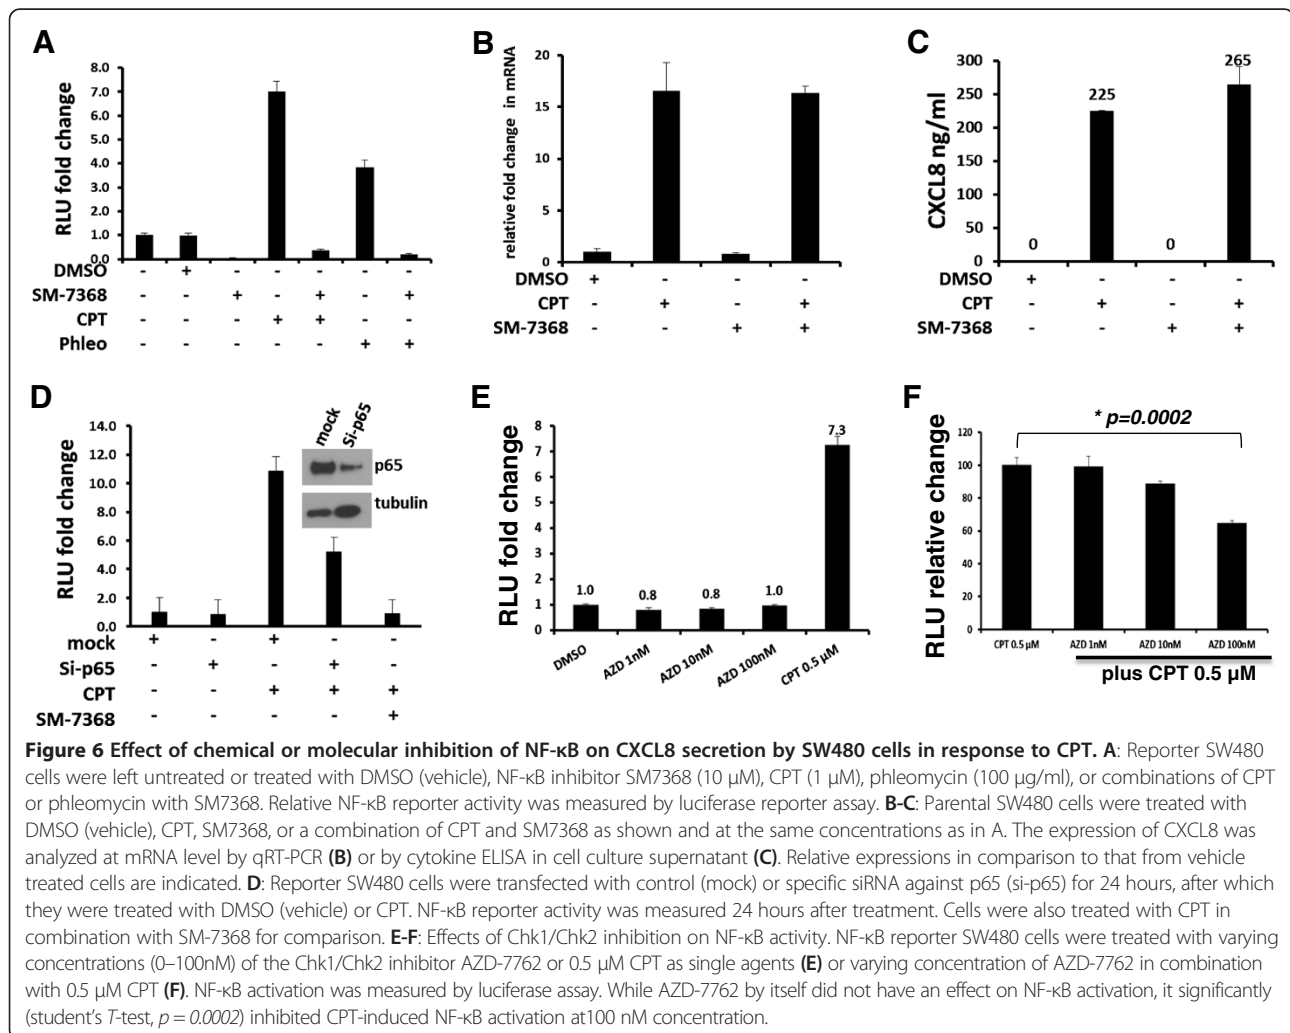 A
RLU fold change
8.0
7.0
6.0
5.0
4.0
3.0
2.0
1.0
0.0
DMSO - + - - - - -
SM-7368 - - + - + - +
CPT - - - + + - -
Phleo - - - - - + +
B
relative fold change in mRNA
20
15
10
5
0
DMSO + - - -
CPT - + - +
SM-7368 - - + +
C
CXCL8 ng/ml
300
250
200
150
100
50
0
0 225 0 265
DMSO + - - -
CPT - + - +
SM-7368 - - + +
D
RLU fold change
14.0
12.0
10.0
8.0
6.0
4.0
2.0
0.0
mock Si-p65
p65
tubulin
mock + - + - -
Si-p65 - + - + -
CPT - - + + +
SM-7368 - - - - +
E
RLU fold change
8
7
6
5
4
3
2
1
0
1.0 0.8 0.8 1.0 7.3
DMSO AZD 1nM AZD 10nM AZD 100nM CPT 0.5 µM
F
* p=0.0002
RLU relative change
120
100
80
60
40
20
0
CPT 0.5 µM AZD 1nM AZD 10nM AZD 100nM
plus CPT 0.5 µM
Figure 6 Effect of chemical or molecular inhibition of NF-κB on CXCL8 secretion by SW480 cells in response to CPT. A: Reporter SW480
cells were left untreated or treated with DMSO (vehicle), NF-κB inhibitor SM7368 (10 µM), CPT (1 µM), phleomycin (100 µg/ml), or combinations of CPT
or phleomycin with SM7368. Relative NF-κB reporter activity was measured by luciferase reporter assay. B-C: Parental SW480 cells were treated with
DMSO (vehicle), CPT, SM7368, or a combination of CPT and SM7368 as shown and at the same concentrations as in A. The expression of CXCL8 was
analyzed at mRNA level by qRT-PCR (B) or by cytokine ELISA in cell culture supernatant (C). Relative expressions in comparison to that from vehicle
treated cells are indicated. D: Reporter SW480 cells were transfected with control (mock) or specific siRNA against p65 (si-p65) for 24 hours, after which
they were treated with DMSO (vehicle) or CPT. NF-κB reporter activity was measured 24 hours after treatment. Cells were also treated with CPT in
combination with SM-7368 for comparison. E-F: Effects of Chk1/Chk2 inhibition on NF-κB activity. NF-κB reporter SW480 cells were treated with varying
concentrations (0–100nM) of the Chk1/Chk2 inhibitor AZD-7762 or 0.5 µM CPT as single agents (E) or varying concentration of AZD-7762 in combination
with 0.5 µM CPT (F). NF-κB activation was measured by luciferase assay. While AZD-7762 by itself did not have an effect on NF-κB activation, it significantly
(student's T-test, p = 0.0002) inhibited CPT-induced NF-κB activation at100 nM concentration.